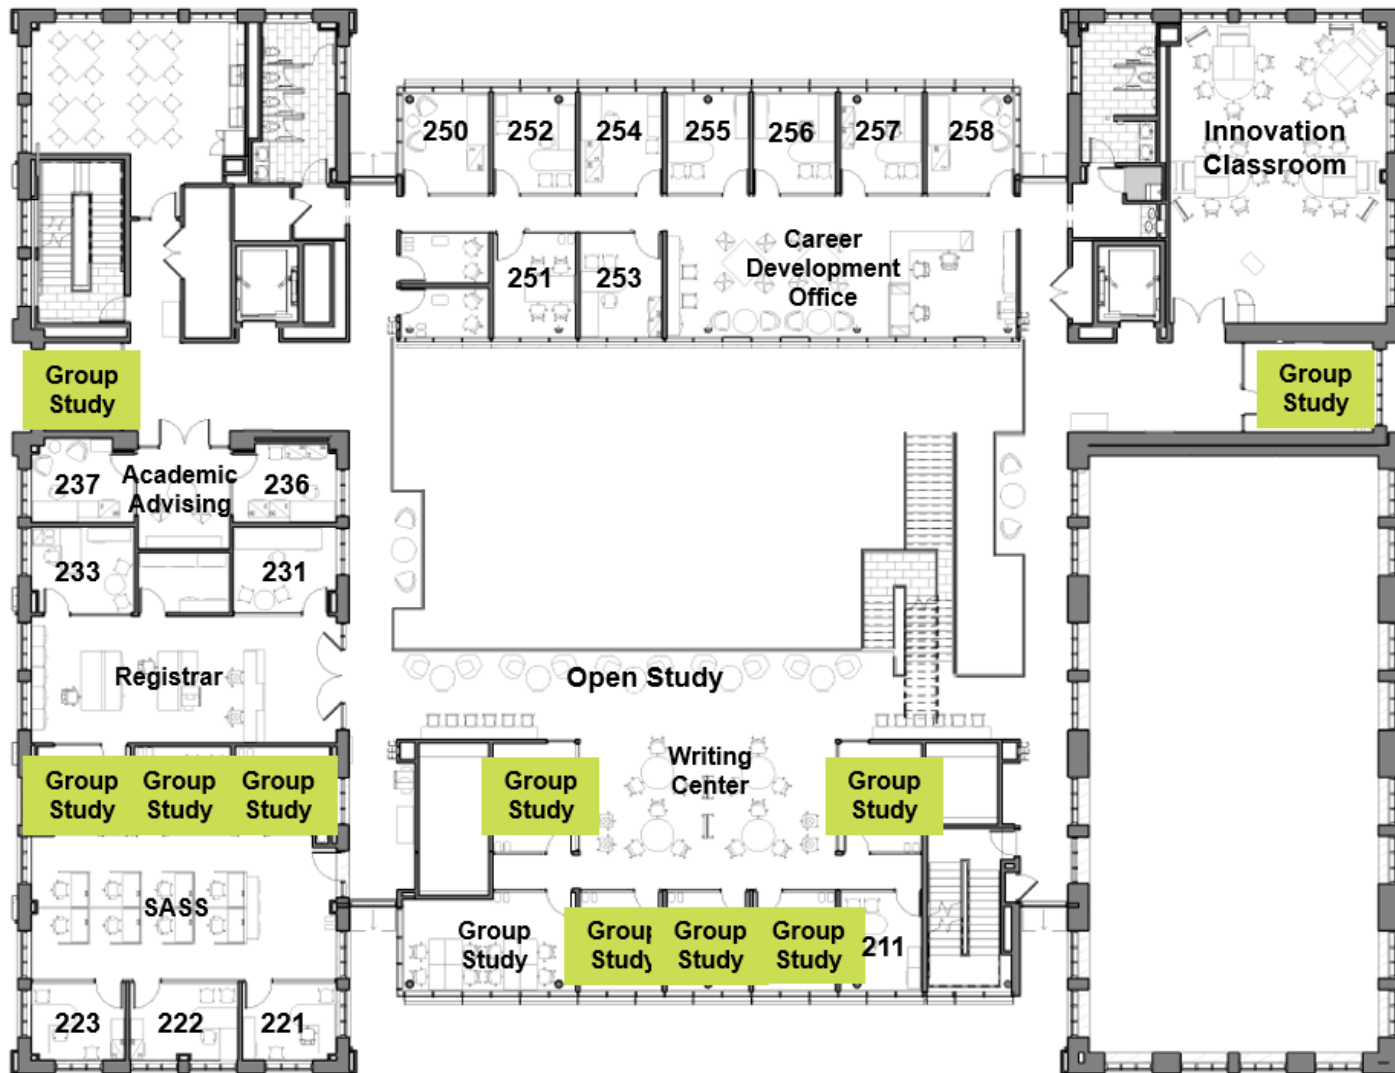 250
252
254
255
256
257
258
Innovation
Classroom
251
253
Career
Development
Office
Group
Study
Group
Study
237
Academic
Advising
236
233
231
Registrar
Open Study
Group
Study
Group
Study
Group
Study
Group
Study
Writing
Center
Group
Study
SASS
Group
Study
Group
Study
Group
Study
Group
Study
211
223
222
221